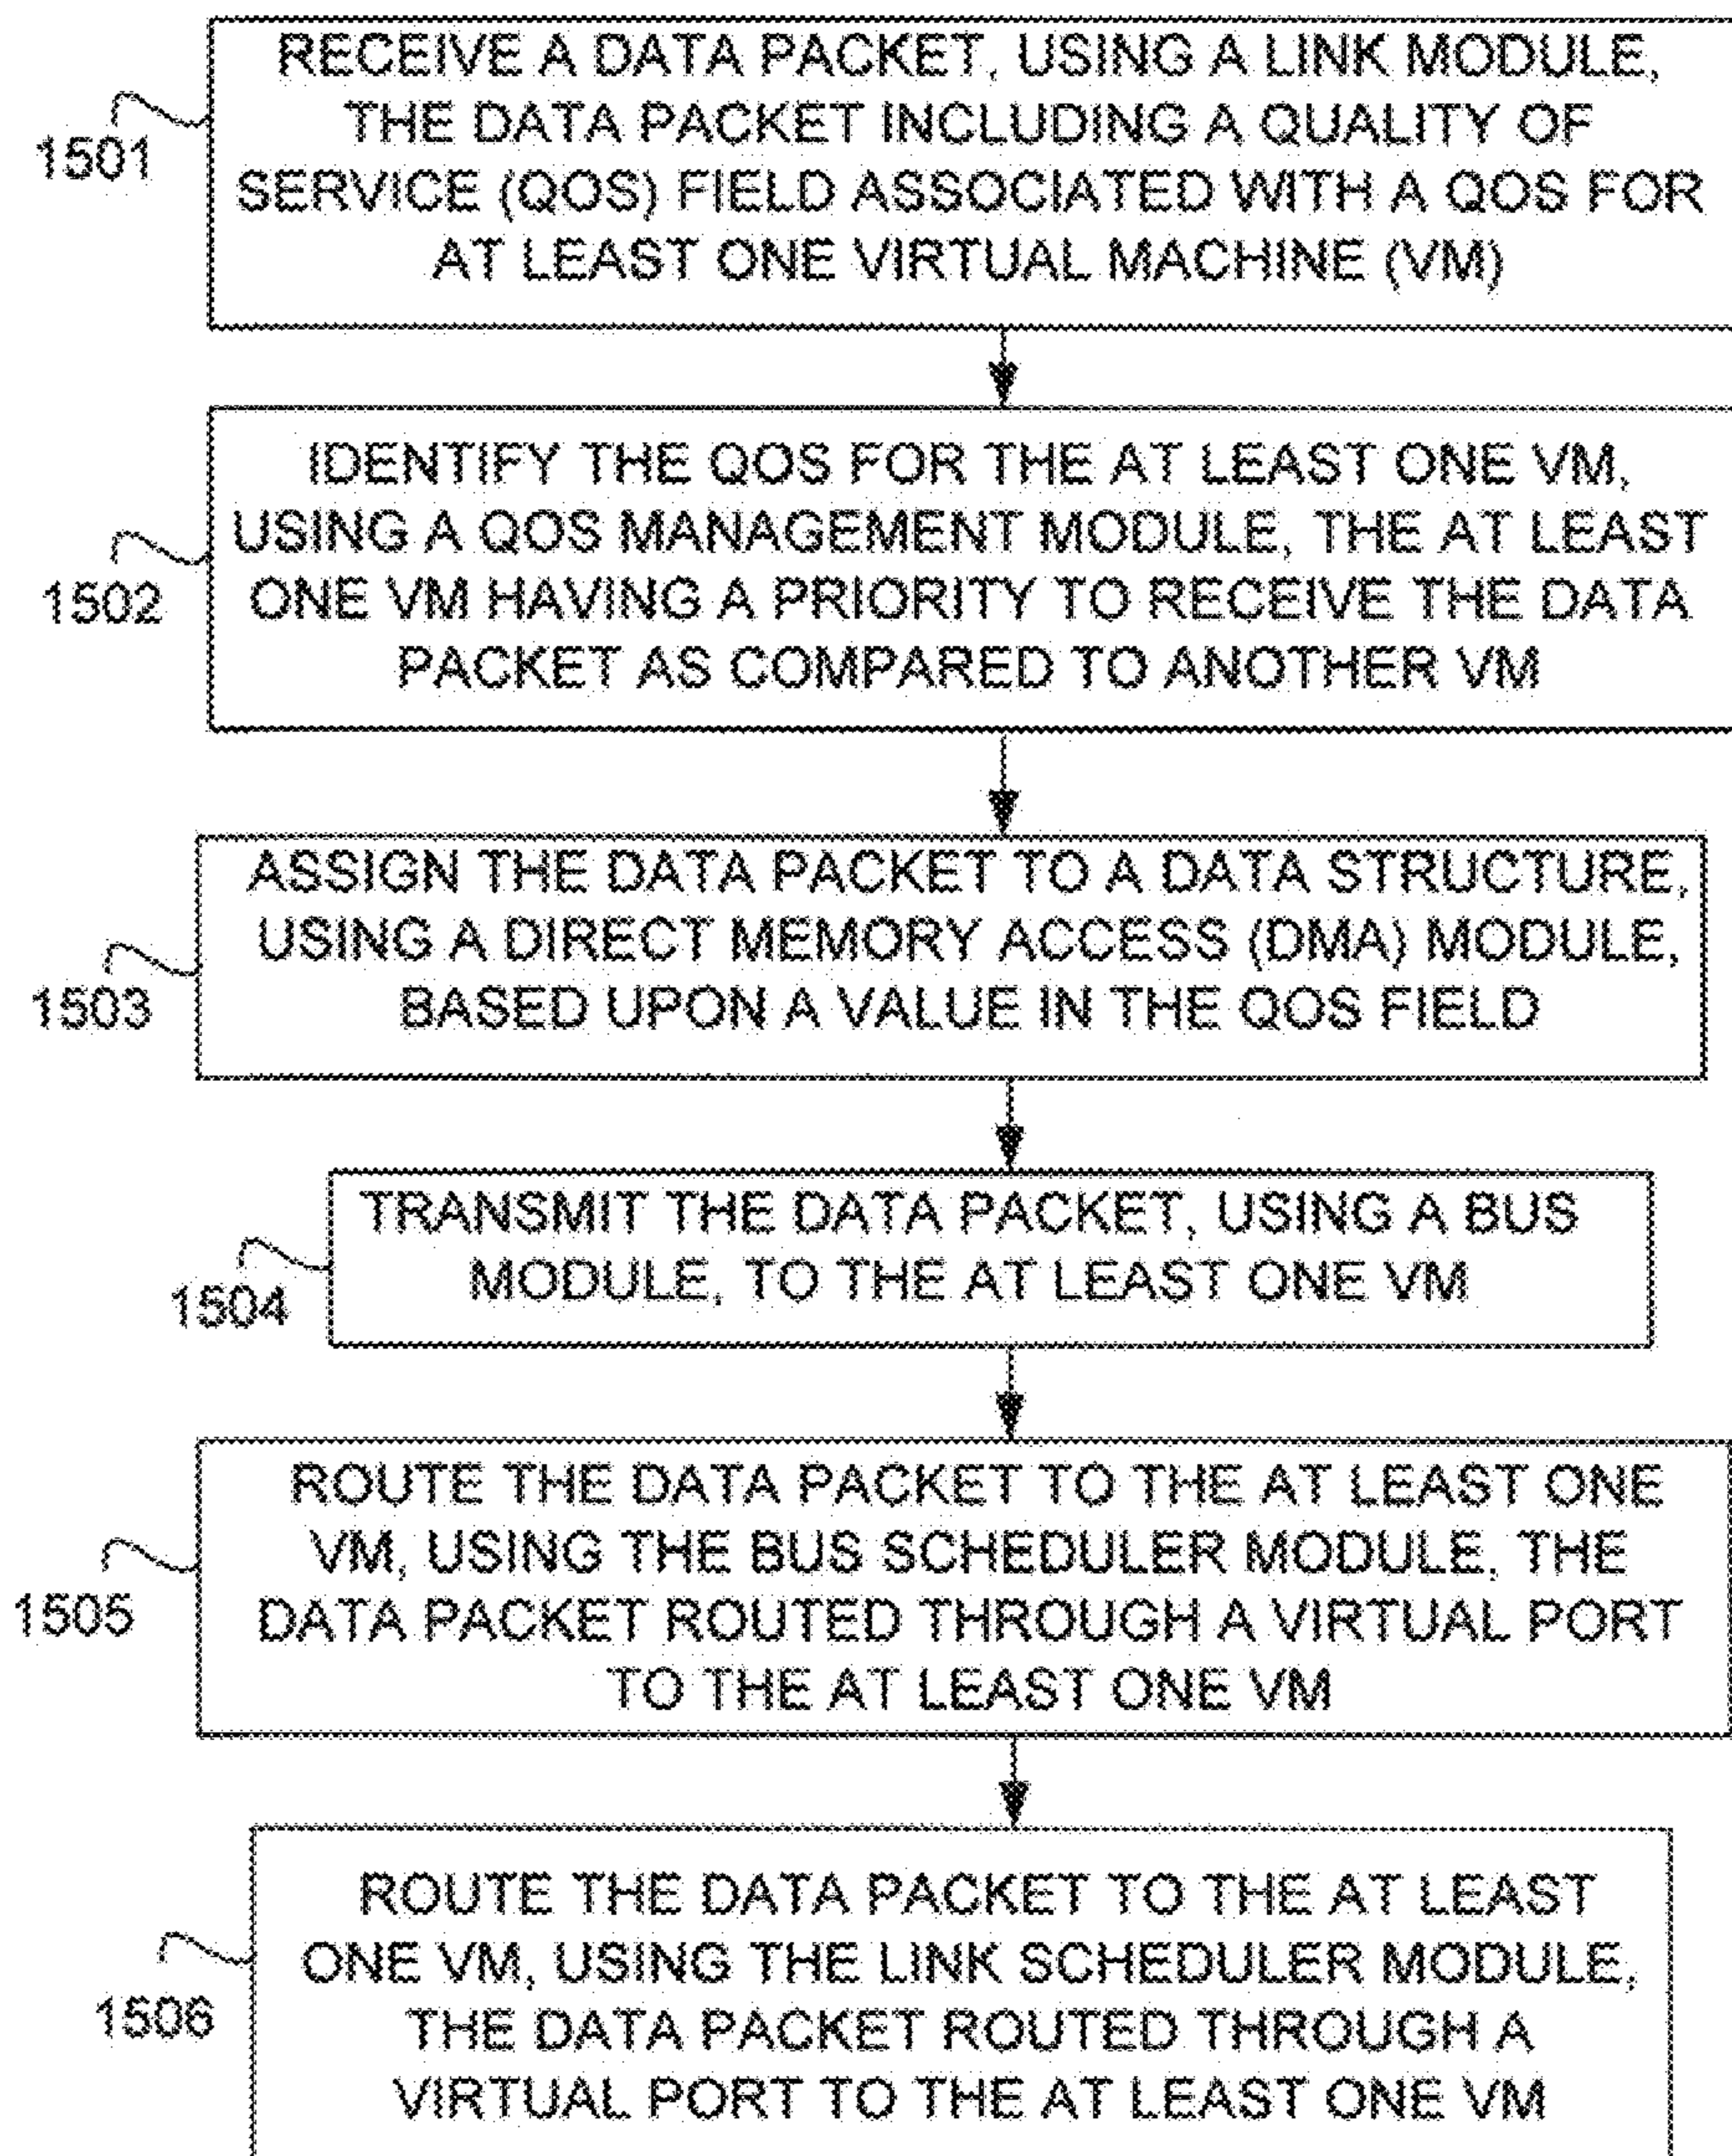 RECEIVE A DATA PACKET, USING A LINK MODULE,
THE DATA PACKET INCLUDING A QUALITY OF
SERVICE (QOS) FIELD ASSOCIATED WITH A QOS FOR
AT LEAST ONE VIRTUAL MACHINE (VM)
1501
IDENTIFY THE QOS FOR THE AT LEAST ONE VM,
USING A QOS MANAGEMENT MODULE, THE AT LEAST
ONE VM HAVING A PRIORITY TO RECEIVE THE DATA
PACKET AS COMPARED TO ANOTHER VM
1502
ASSIGN THE DATA PACKET TO A DATA STRUCTURE,
USING A DIRECT MEMORY ACCESS (DMA) MODULE,
BASED UPON A VALUE IN THE QOS FIELD
1503
TRANSMIT THE DATA PACKET, USING A BUS
MODULE, TO THE AT LEAST ONE VM
1504
ROUTE THE DATA PACKET TO THE AT LEAST ONE
VM, USING THE BUS SCHEDULER MODULE, THE
DATA PACKET ROUTED THROUGH A VIRTUAL PORT
TO THE AT LEAST ONE VM
1505
ROUTE THE DATA PACKET TO THE AT LEAST
ONE VM, USING THE LINK SCHEDULER MODULE,
THE DATA PACKET ROUTED THROUGH A
VIRTUAL PORT TO THE AT LEAST ONE VM
1506